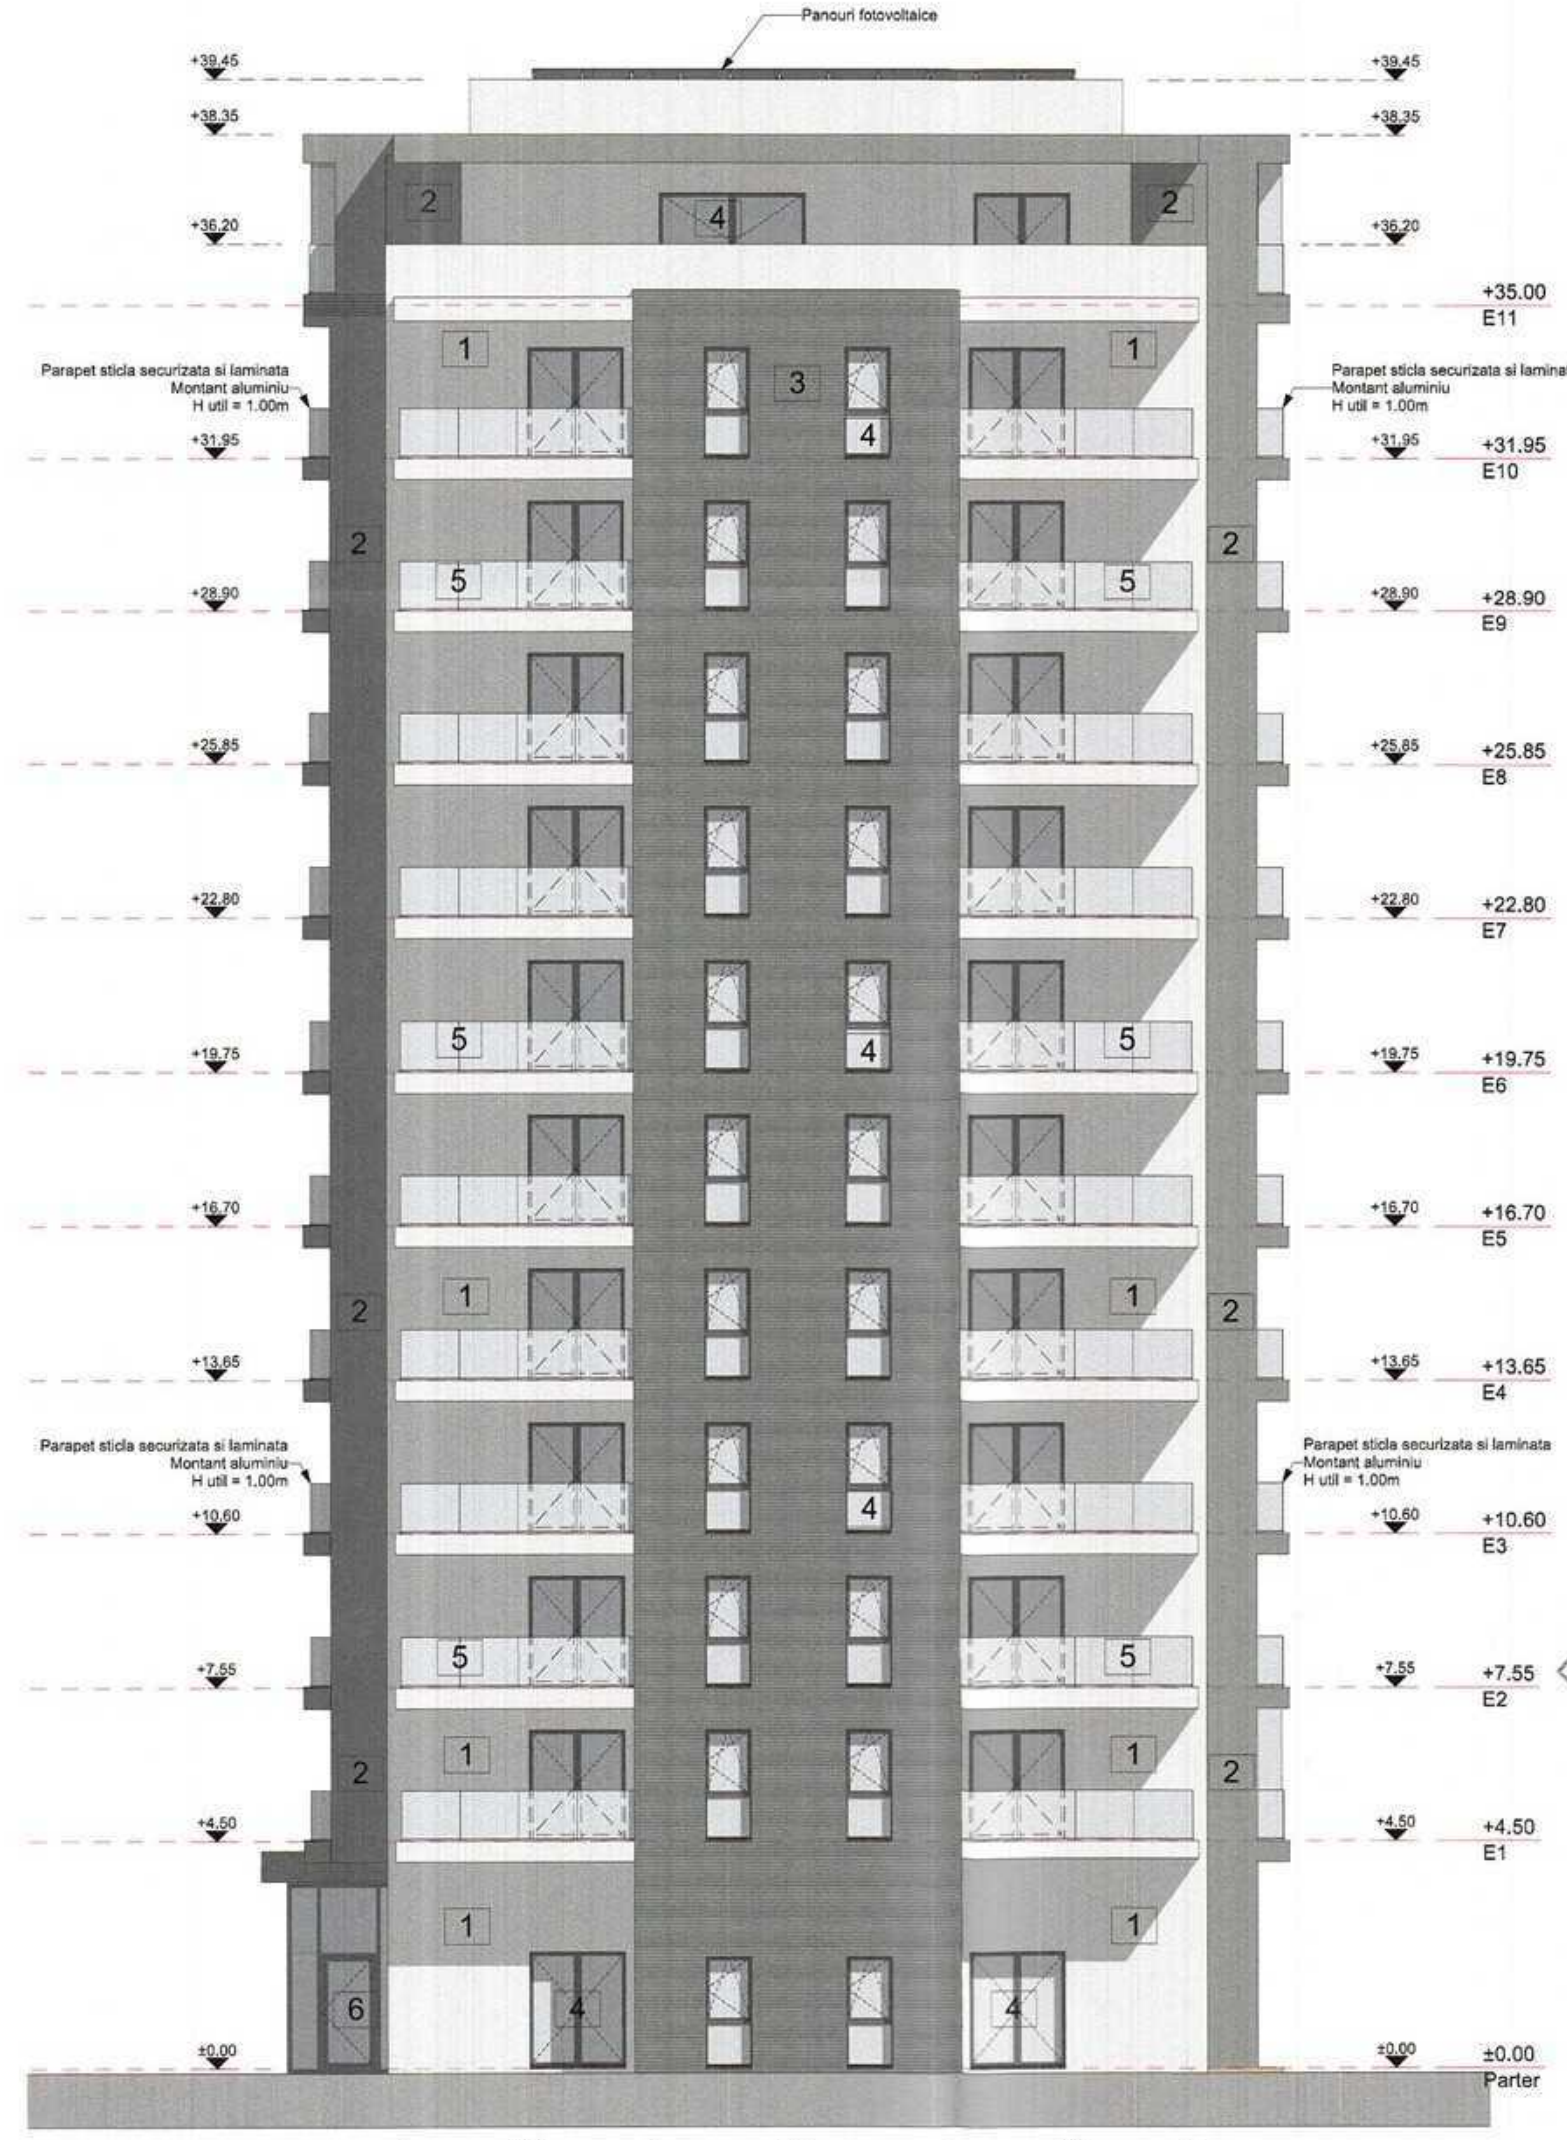 Panouri fotovoltaice
+39.45
+39.45
+38.35
+38.35
2
2
4
+36.20
+36.20
+35.00
E11
1
1
3
Parapet sticla securizata si laminata
Montant aluminiu
H util = 1.00m
Parapet sticla securizata si laminat
Montant aluminiu
H util = 1.00m
4
+31.95
+31.95
+31.95
E10
2
2
5
5
+28.90
+28.90
+28.90
E9
+25.85
+25.85
+25.85
E8
+22.80
+22.80
+22.80
E7
5
4
5
+19.75
+19.75
+19.75
E6
+16.70
+16.70
+16.70
E5
1
1
2
2
+13.65
+13.65
+13.65
E4
Parapet sticla securizata si laminata
Montant aluminiu
H util = 1.00m
Parapet sticla securizata si laminata
Montant aluminiu
H util = 1.00m
4
+10.60
+10.60
+10.60
E3
5
5
+7.55
+7.55
+7.55
E2
1
1
2
2
+4.50
+4.50
+4.50
E1
1
1
6
4
4
±0.00
±0.00
±0.00
Parter